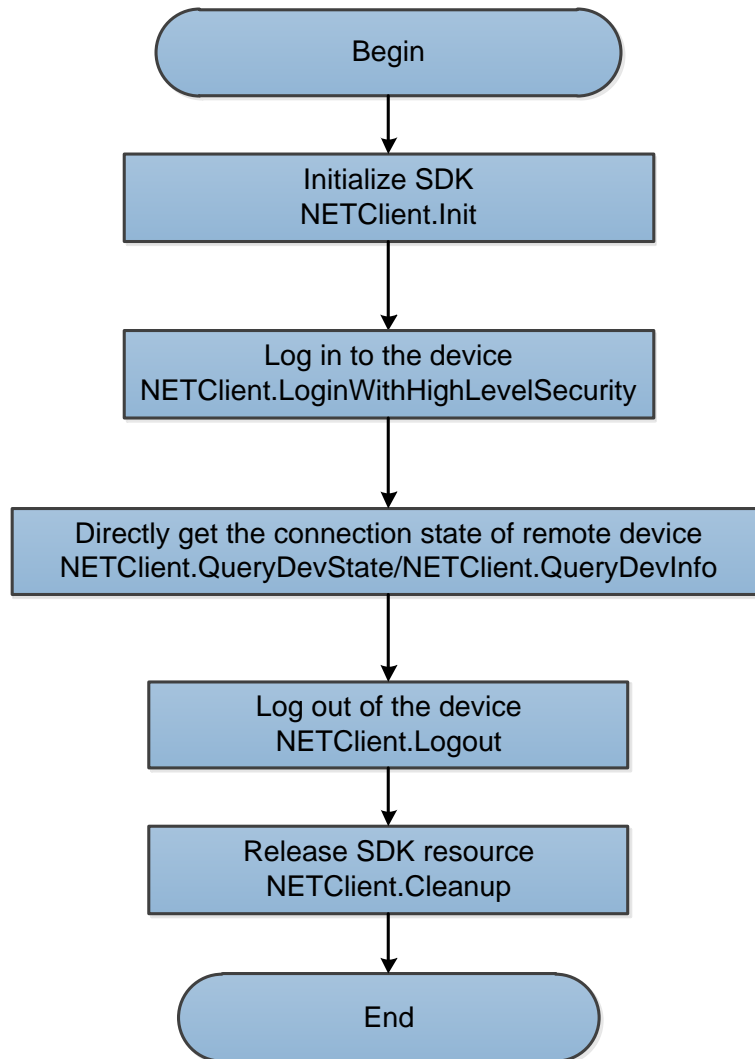 Begin
Initialize SDK
NETClient.Init
Log in to the device
NETClient.LoginWithHighLevelSecurity
Directly get the connection state of remote device
NETClient.QueryDevState/NETClient.QueryDevInfo
Log out of the device
NETClient.Logout
Release SDK resource
NETClient.Cleanup
End